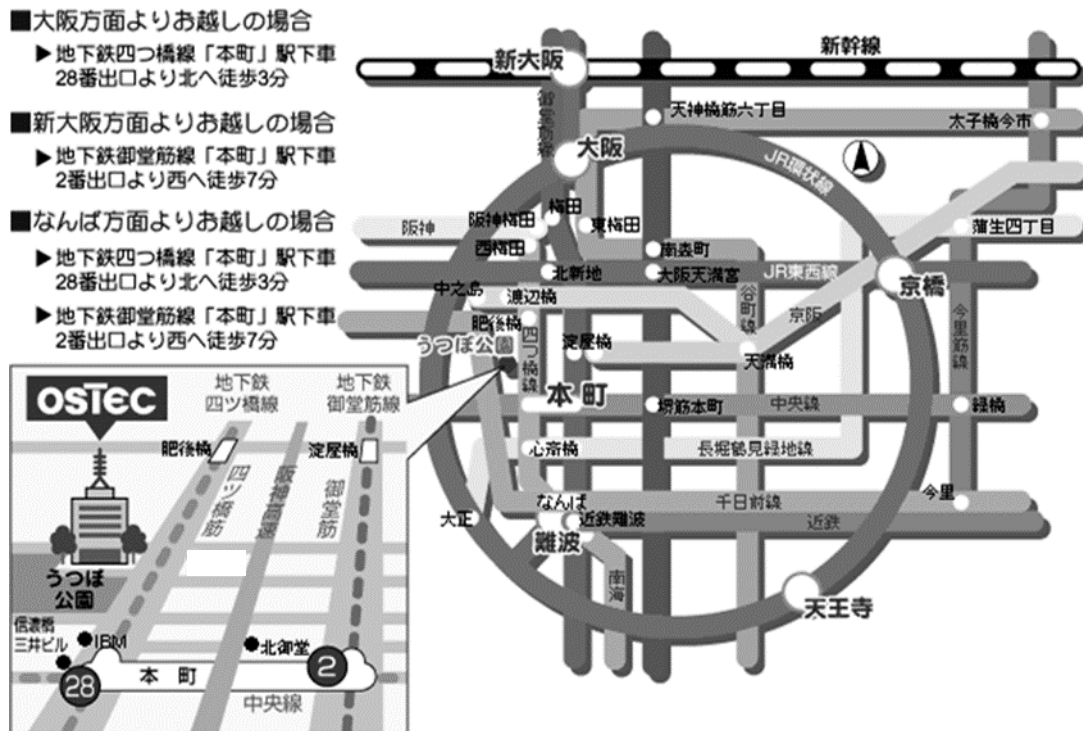 ■大阪方面よりお越しの場合
▶地下鉄四つ橋線「本町」駅下車
28番出口より北へ徒歩3分
■新大阪方面よりお越しの場合
▶地下鉄御堂筋線「本町」駅下車
2番出口より西へ徒歩7分
■なんば方面よりお越しの場合
▶地下鉄四つ橋線「本町」駅下車
28番出口より北へ徒歩3分
▶地下鉄御堂筋線「本町」駅下車
2番出口より西へ徒歩7分
新幹線
新大阪
御堂筋線
天神橋筋六丁目
太子橋今市
大阪
JR環状線
阪神
阪神梅田
梅田
東梅田
西梅田
南森町
蒲生四丁目
北新地
大阪天満宮
JR東西線
京橋
中之島
渡辺橋
谷町線
京阪
今里筋線
肥後橋
四つ橋線
淀屋橋
天満橋
うつぼ公園
本町
堺筋本町
中央線
緑橋
心斎橋
長堀鶴見緑地線
なんば
千日前線
今里
大正
近鉄難波
近鉄
難波
南海
天王寺
OSTEC
地下鉄
四ツ橋線
地下鉄
御堂筋線
肥後橋
淀屋橋
四ツ橋筋
阪神高速
御堂筋
うつぼ
公園
信濃橋
三井ビル
IBM
北御堂
28
本町
2
中央線